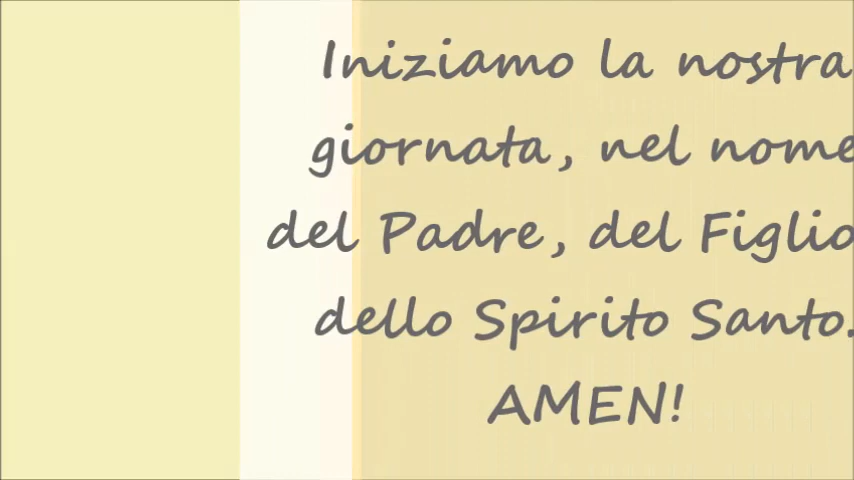 Iniziamo la nostra
giornata, nel nome
del Padre, del Figlio
dello Spirito Santo.
AMEN!